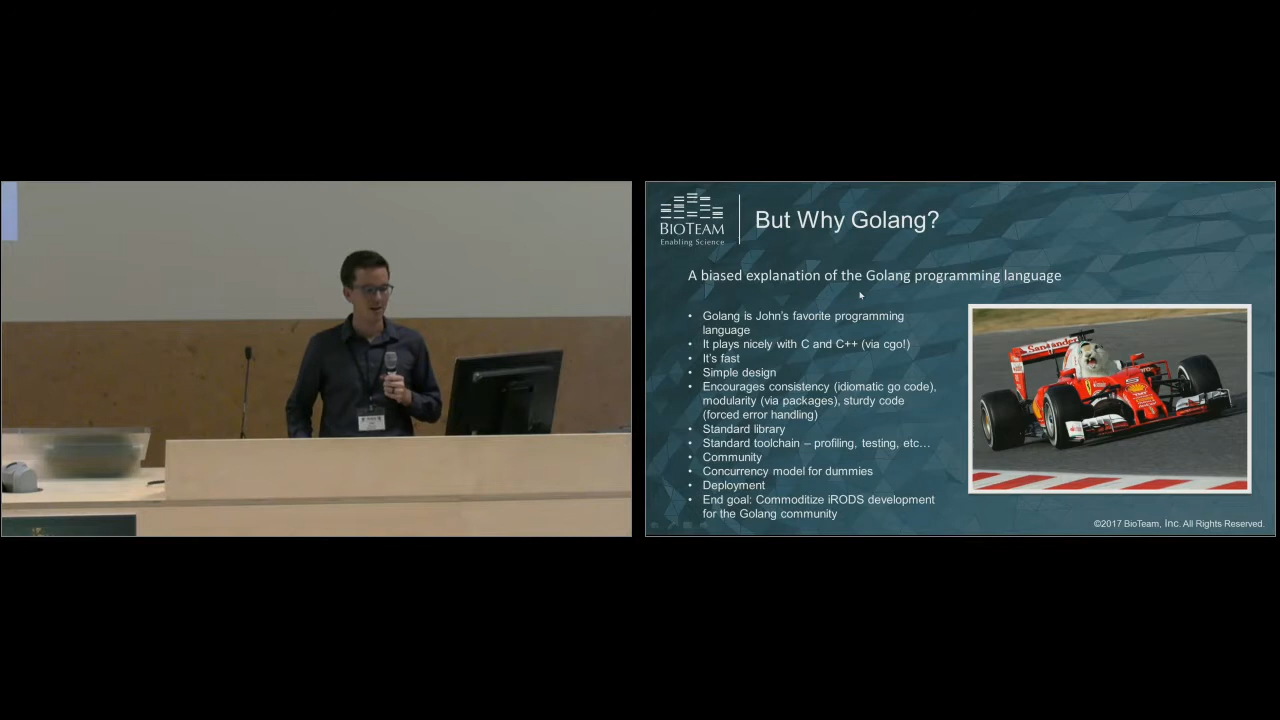 BIOTEAM
Enabling Science
But Why Golang?
A biased explanation of the Golang programming language
• Golang is John's favorite programming
language
• It plays nicely with C and C++ (via cgo!)
• It's fast
• Simple design
• Encourages consistency (idiomatic go code),
modularity (via packages), sturdy code
(forced error handling)
• Standard library
• Standard toolchain – profiling, testing, etc…
• Community
• Concurrency model for dummies
• Deployment
• End goal: Commoditize iRODS development
for the Golang community
Santander
5
©2017 BioTeam, Inc. All Rights Reserved.